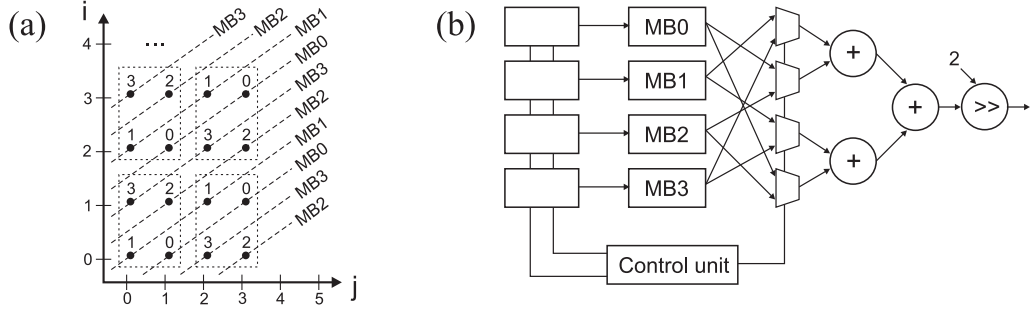 (a)
i
MB3
MB2
MB1
MB0
MB3
MB2
MB1
MB0
MB3
MB2
4
...
3
3 2 1 0
2
1 0 3 2
1
3 2 1 0
0
1 0 3 2
0 1 2 3 4 5
j
(b)
MB0
MB1
MB2
MB3
Control unit
+
+
+
2
>>